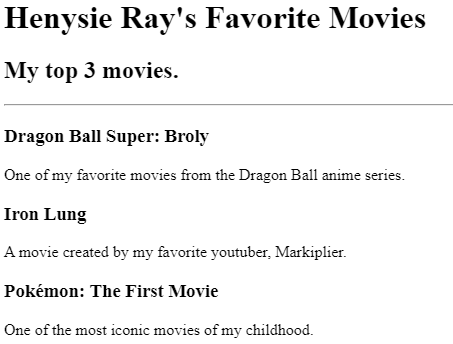 Henysie Ray's Favorite Movies
My top 3 movies.
Dragon Ball Super: Broly
One of my favorite movies from the Dragon Ball anime series.
Iron Lung
A movie created by my favorite youtuber, Markiplier.
Pokémon: The First Movie
One of the most iconic movies of my childhood.